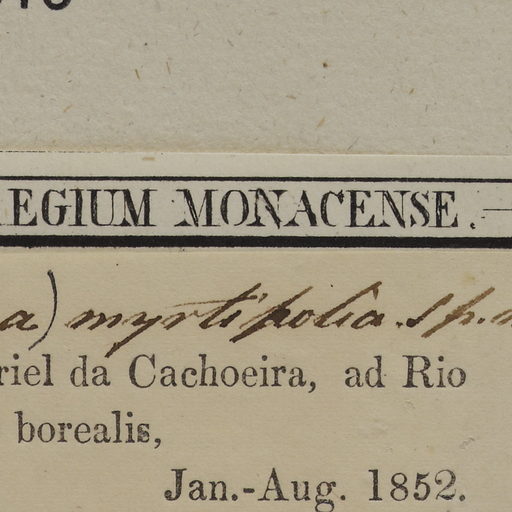 EGIUM MONACENSE.
a) myrtifolia. sp. n
riel da Cachoeira, ad Rio
borealis,
Jan.-Aug. 1852.